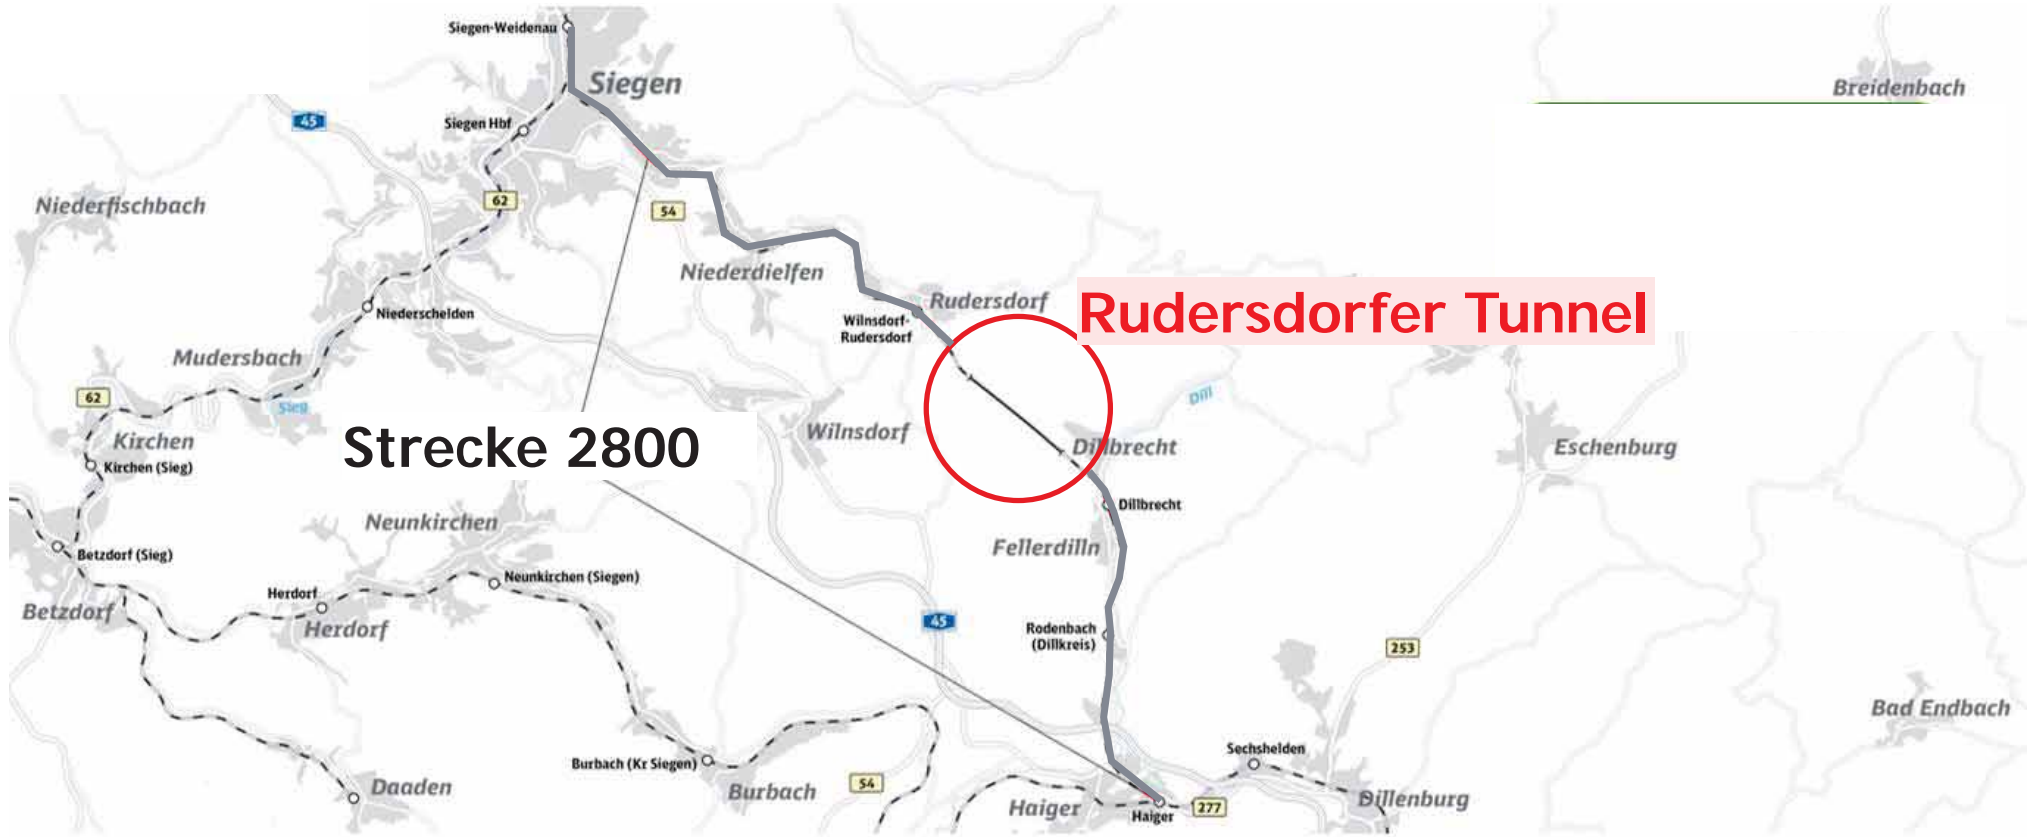 Siegen-Weidenau
Siegen
Breidenbach
45
Siegen Hbf
62
54
Niederfischbach
Niederdielfen
Rudersdorf
Rudersdorfer Tunnel
Wilnsdorf-
Rudersdorf
Niederschelden
Mudersbach
62
Sieg
Dill
Kirchen
Kirchen (Sieg)
Strecke 2800
Wilnsdorf
Dillbrecht
Eschenburg
Dillbrecht
Neunkirchen
Fellerdilln
Betzdorf (Sieg)
Neunkirchen (Siegen)
Herdorf
Betzdorf
Herdorf
45
Rodenbach
(Dillkreis)
253
Bad Endbach
Sechshelden
Burbach (Kr Siegen)
Daaden
Burbach
54
Haiger
Haiger
277
Dillenburg